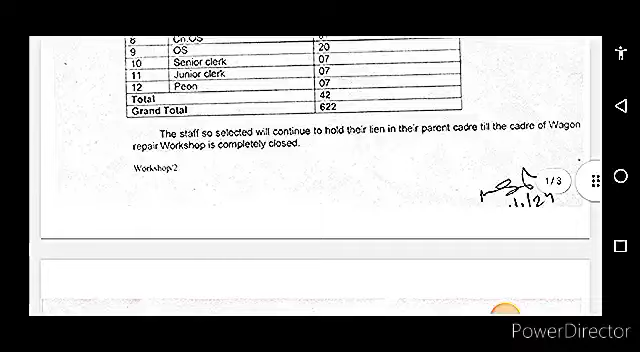 8 Ch.OS
9 OS 20
10 Senior clerk 07
11 Junior clerk 07
12 Peon 07
Total 42
Grand Total 622
The staff so selected will continue to hold their lien in their parent cadre till the cadre of Wagon
repair Workshop is completely closed.
Workshop/2
1/3
PowerDirector